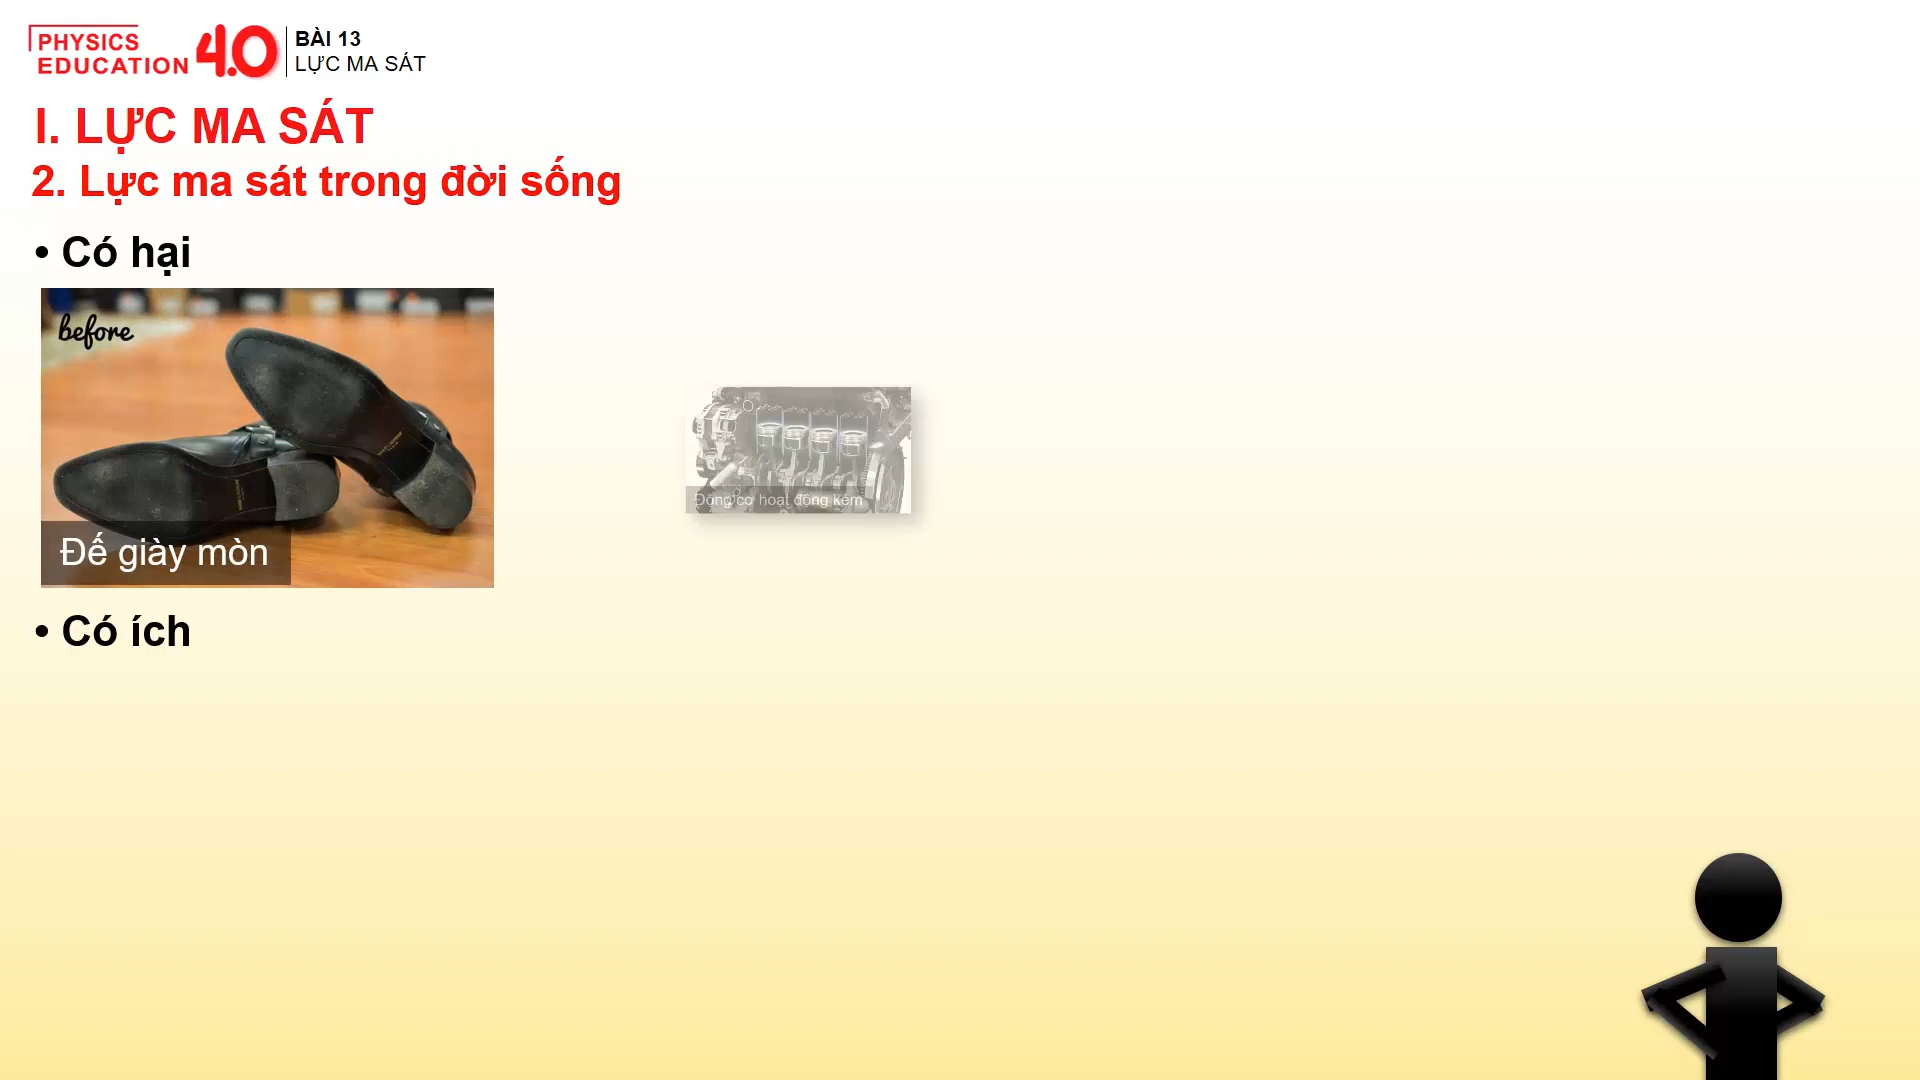 PHYSICS
EDUCATION
4.0
BÀI 13
LỰC MA SÁT
I. LỰC MA SÁT
2. Lực ma sát trong đời sống
• Có hại
before
Đế giày mòn
Động cơ hoạt động kém
• Có ích